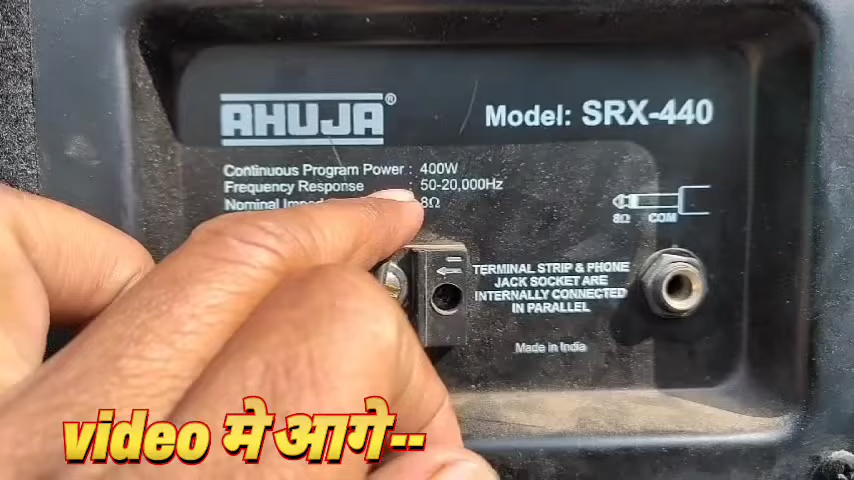 AHUJA®
Model: SRX-440
Continuous Program Power : 400W
Frequency Response : 50-20,000Hz
Nominal 8Ω
8Ω COM
TERMINAL STRIP & PHONE
JACK SOCKET ARE
INTERNALLY CONNECTED
IN PARALLEL.
Made in India
video मे आगे--